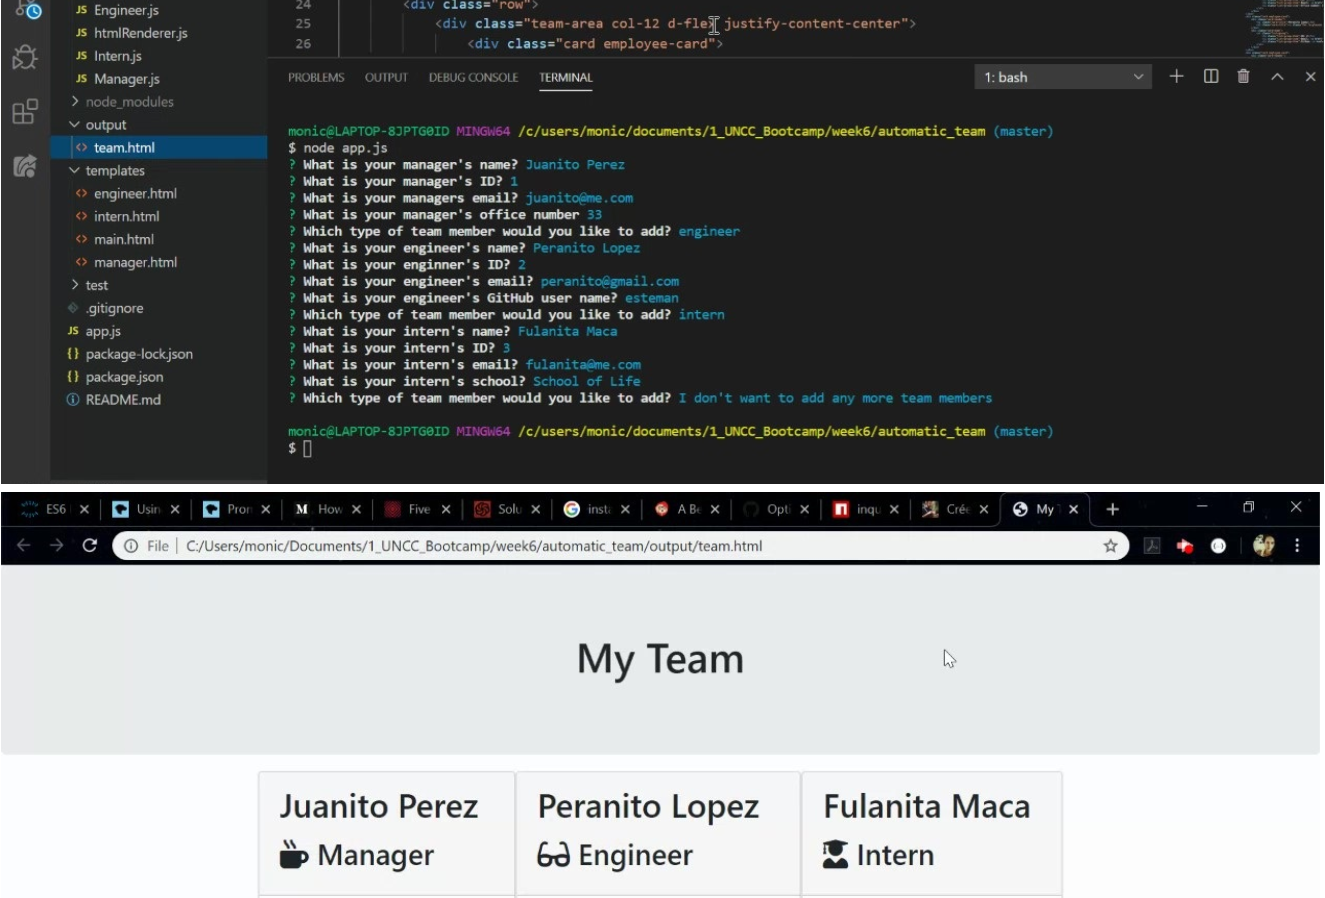 JS Engineer.js
JS htmlRenderer.js
JS Intern.js
JS Manager.js
node_modules
output
<> team.html
templates
<> engineer.html
<> intern.html
<> main.html
<> manager.html
test
.gitignore
JS app.js
{} package-lock.json
{} package.json
README.md
24 <div class="row">
25 <div class="team-area col-12 d-flex justify-content-center">
26 <div class="card employee-card">
PROBLEMS OUTPUT DEBUG CONSOLE TERMINAL 1: bash
monic@LAPTOP-8JPTG0ID MINGW64 /c/users/monic/documents/1_UNCC_Bootcamp/week6/automatic_team (master)
$ node app.js
? What is your manager's name? Juanito Perez
? What is your manager's ID? 1
? What is your managers email? juanito@me.com
? What is your manager's office number 33
? Which type of team member would you like to add? engineer
? What is your engineer's name? Peranito Lopez
? What is your enginner's ID? 2
? What is your engineer's email? peranito@gmail.com
? What is your engineer's GitHub user name? esteman
? Which type of team member would you like to add? intern
? What is your intern's name? Fulanita Maca
? What is your intern's ID? 3
? What is your intern's email? fulanita@me.com
? What is your intern's school? School of Life
? Which type of team member would you like to add? I don't want to add any more team members
monic@LAPTOP-8JPTG0ID MINGW64 /c/users/monic/documents/1_UNCC_Bootcamp/week6/automatic_team (master)
$
ES6 Usin Pron M How Five Solu G insta A Be Opti n inqu Crée My T
File | C:/Users/monic/Documents/1_UNCC_Bootcamp/week6/automatic_team/output/team.html
My Team
Juanito Perez
Manager
Peranito Lopez
Engineer
Fulanita Maca
Intern